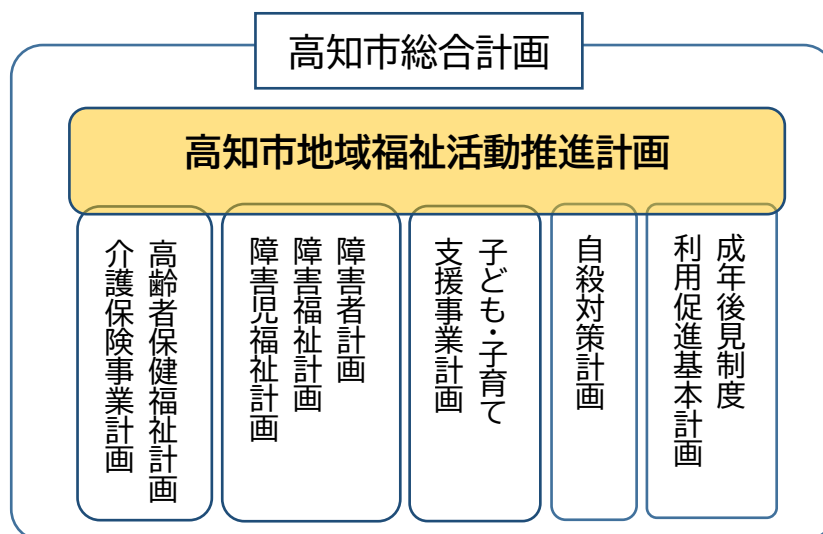 高知市総合計画
高知市地域福祉活動推進計画
高齢者保健福祉計画
介護保険事業計画
障害者計画
障害福祉計画
障害児福祉計画
子ども・子育て
支援事業計画
自殺対策計画
成年後見制度
利用促進基本計画